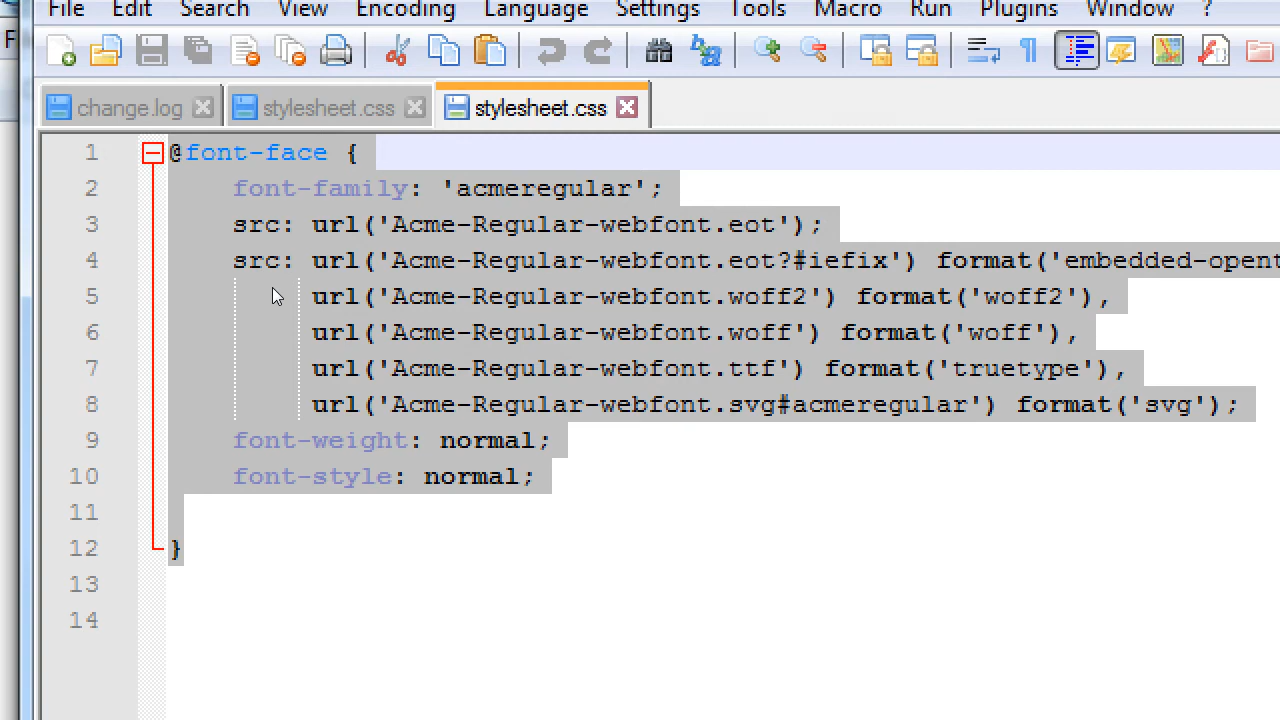 File Edit Search View Encoding Language Settings Tools Macro Run Plugins Window ?
change.log stylesheet.css stylesheet.css
1 @font-face {
2 font-family: 'acmeregular';
3 src: url('Acme-Regular-webfont.eot');
4 src: url('Acme-Regular-webfont.eot?#iefix') format('embedded-opent
5 url('Acme-Regular-webfont.woff2') format('woff2'),
6 url('Acme-Regular-webfont.woff') format('woff'),
7 url('Acme-Regular-webfont.ttf') format('truetype'),
8 url('Acme-Regular-webfont.svg#acmeregular') format('svg');
9 font-weight: normal;
10 font-style: normal;
11
12 }
13
14